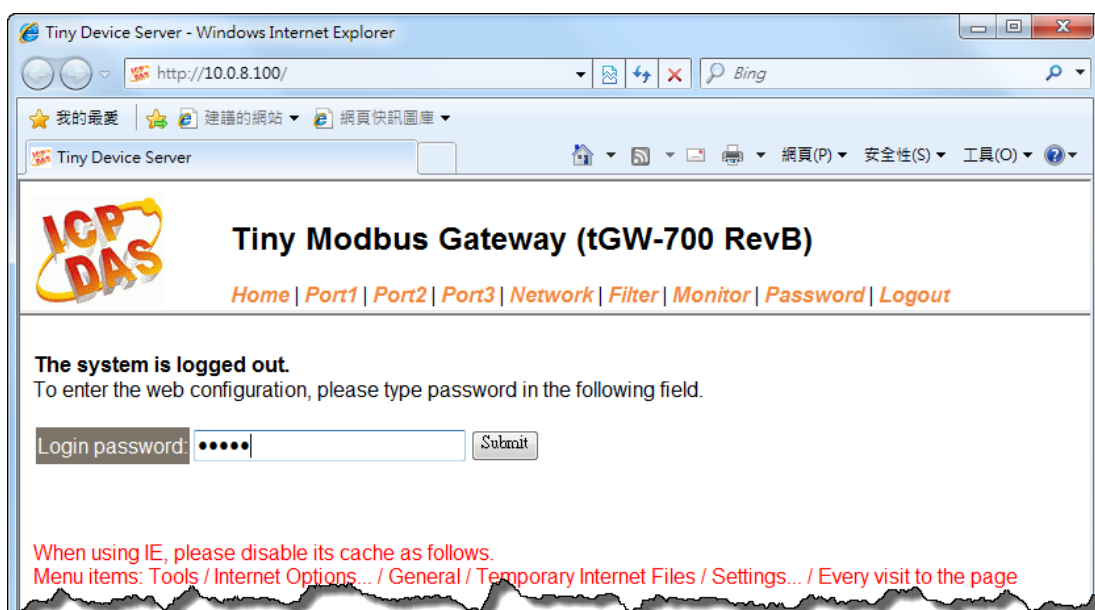 Tiny Device Server - Windows Internet Explorer
http://10.0.8.100/
Bing
我的最愛 建議的網站 網頁快訊圖庫
Tiny Device Server
網頁(P) 安全性(S) 工具(O)
ICP DAS
Tiny Modbus Gateway (tGW-700 RevB)
Home | Port1 | Port2 | Port3 | Network | Filter | Monitor | Password | Logout
The system is logged out.
To enter the web configuration, please type password in the following field.
Login password: ••••• Submit
When using IE, please disable its cache as follows.
Menu items: Tools / Internet Options... / General / Temporary Internet Files / Settings... / Every visit to the page